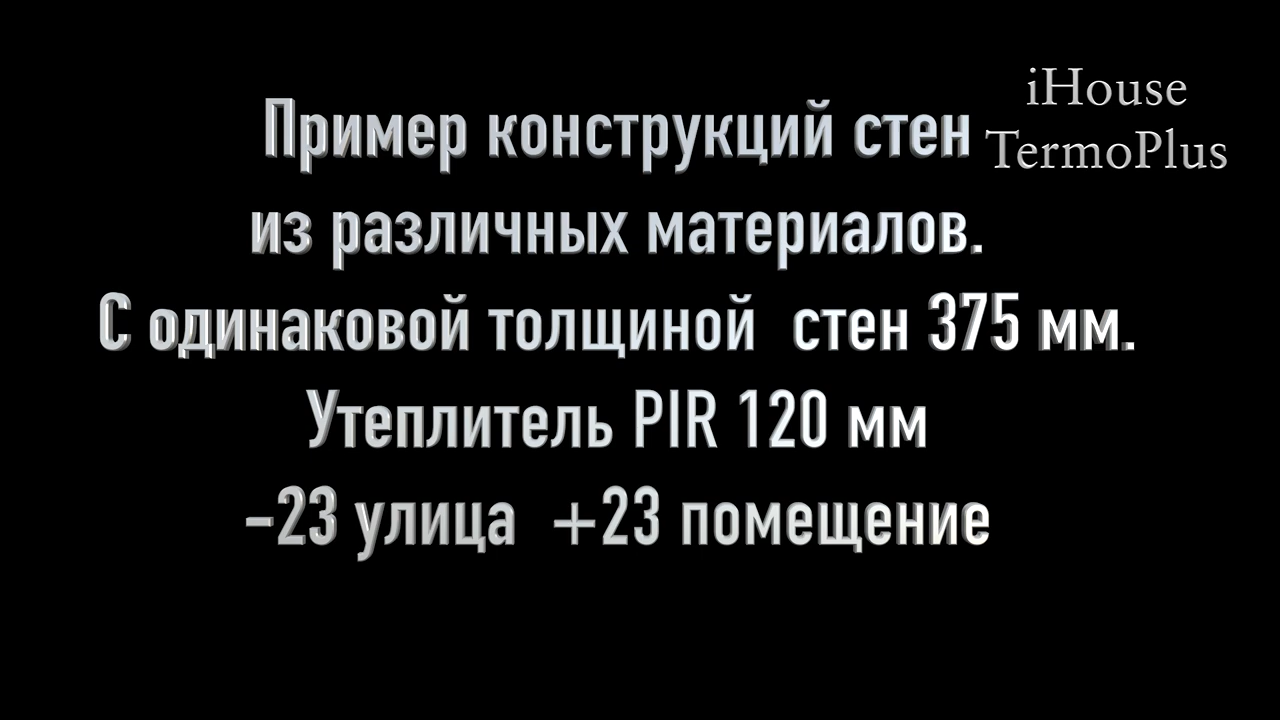 iHouse
TermoPlus
Пример конструкций стен
из различных материалов.
С одинаковой толщиной стен 375 мм.
Утеплитель PIR 120 мм
-23 улица +23 помещение